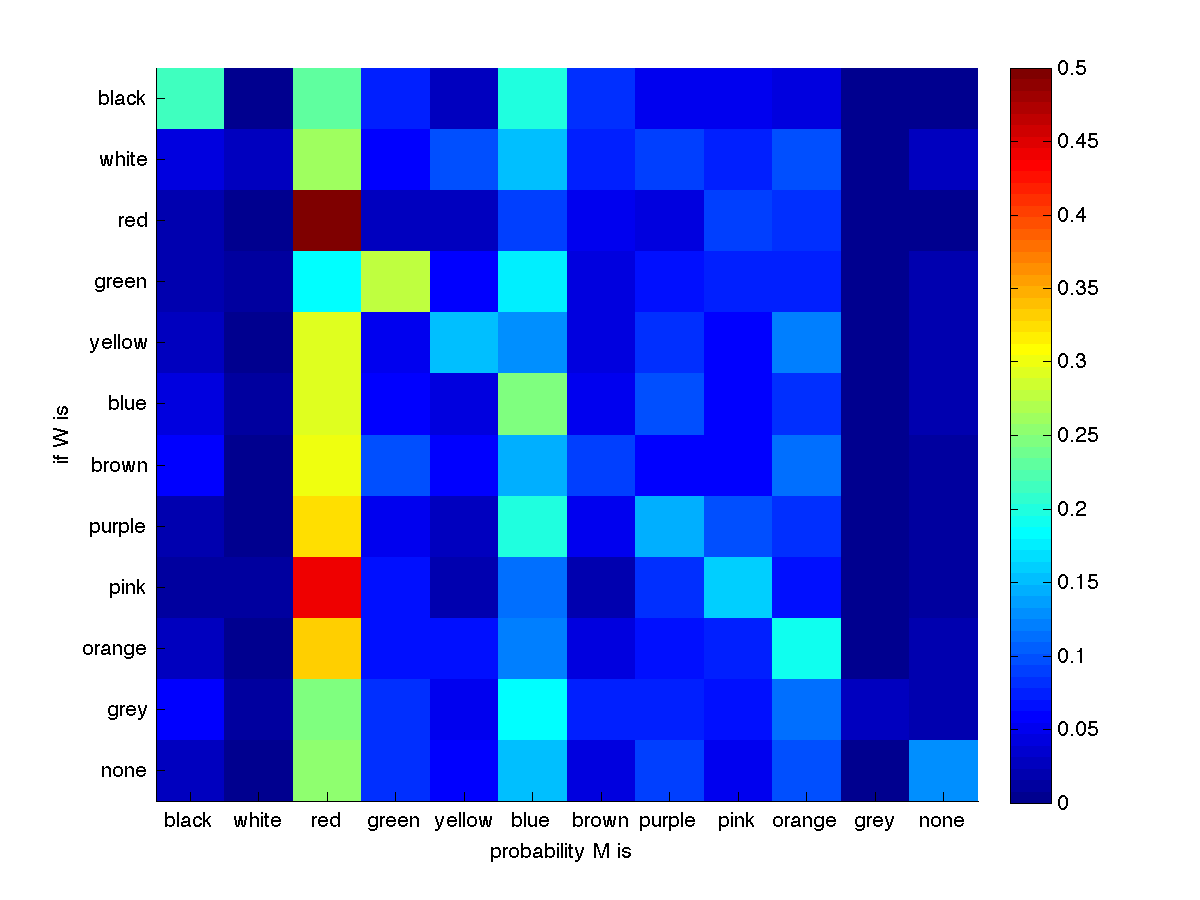 if W is
black
white
red
green
yellow
blue
brown
purple
pink
orange
grey
none
black white red green yellow blue brown purple pink orange grey none
probability M is
0.5
0.45
0.4
0.35
0.3
0.25
0.2
0.15
0.1
0.05
0